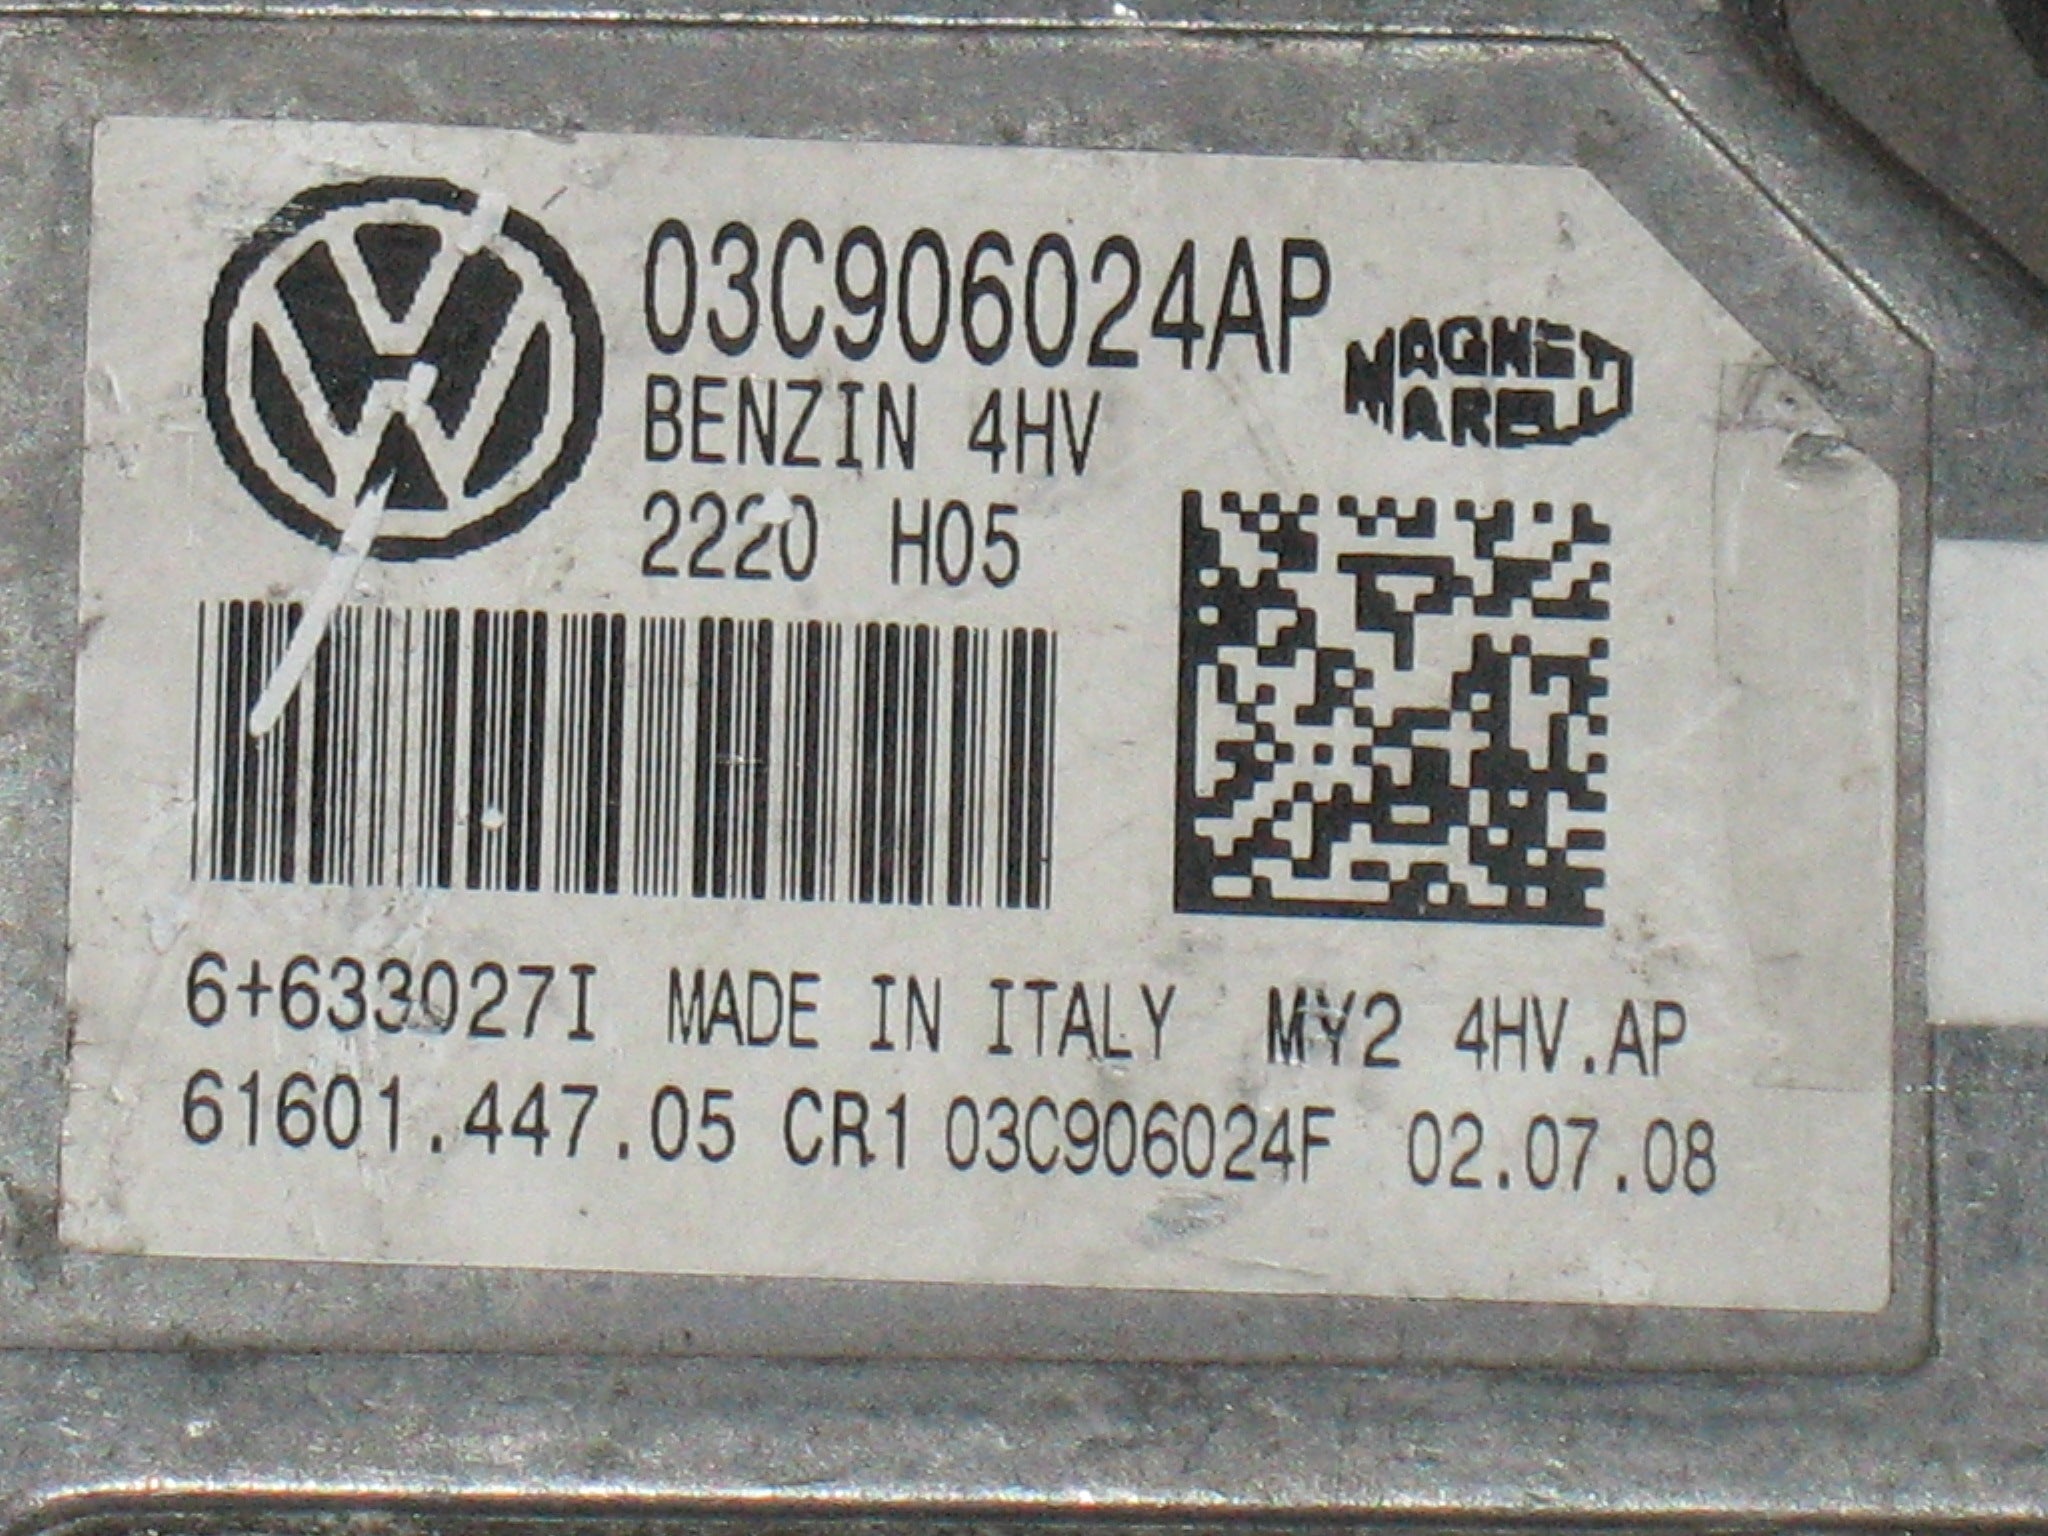 03C906024AP
MAGNETI
MARELLI
BENZIN 4HV
2220 H05
6+633027I MADE IN ITALY MY2 4HV.AP
61601.447.05 CR1 03C906024F 02.07.08